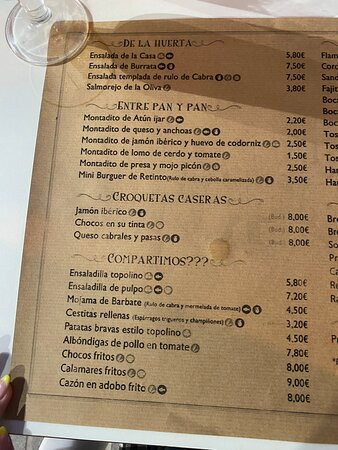 DE LA HUERTA
Ensalada de la Casa 5,80€
Ensalada de Burrata 7,50€
Ensalada templada de rulo de Cabra 7,50€
Salmorejo de la Oliva 3,80€
ENTRE PAN Y PAN
Montadito de Atún ijar 2,20€
Montadito de queso y anchoas 2,00€
Montadito de jamón ibérico y huevo de codorniz 2,50€
Montadito de lomo de cerdo y tomate 1,50€
Montadito de presa y mojo picón 2,50€
Mini Burguer de Retinto (Rulo de cabra y cebolla caramelizada) 3,50€
CROQUETAS CASERAS
Jamón ibérico (8ud.) 8,00€
Chocos en su tinta (8ud.) 8,00€
Queso cabrales y pasas (8ud.) 8,00€
COMPARTIMOS???
Ensaladilla topolino 5,80€
Ensaladilla de pulpo 7,20€
Mojama de Barbate (Rulo de cabra y mermelada de tomate) 4,50€
Cestitas rellenas (Espárragos trigueros y champiñones) 3,20€
Patatas bravas estilo topolino 4,50€
Albóndigas de pollo en tomate 7,80€
Chocos fritos 8,00€
Calamares fritos 9,00€
Cazón en adobo frito 8,00€